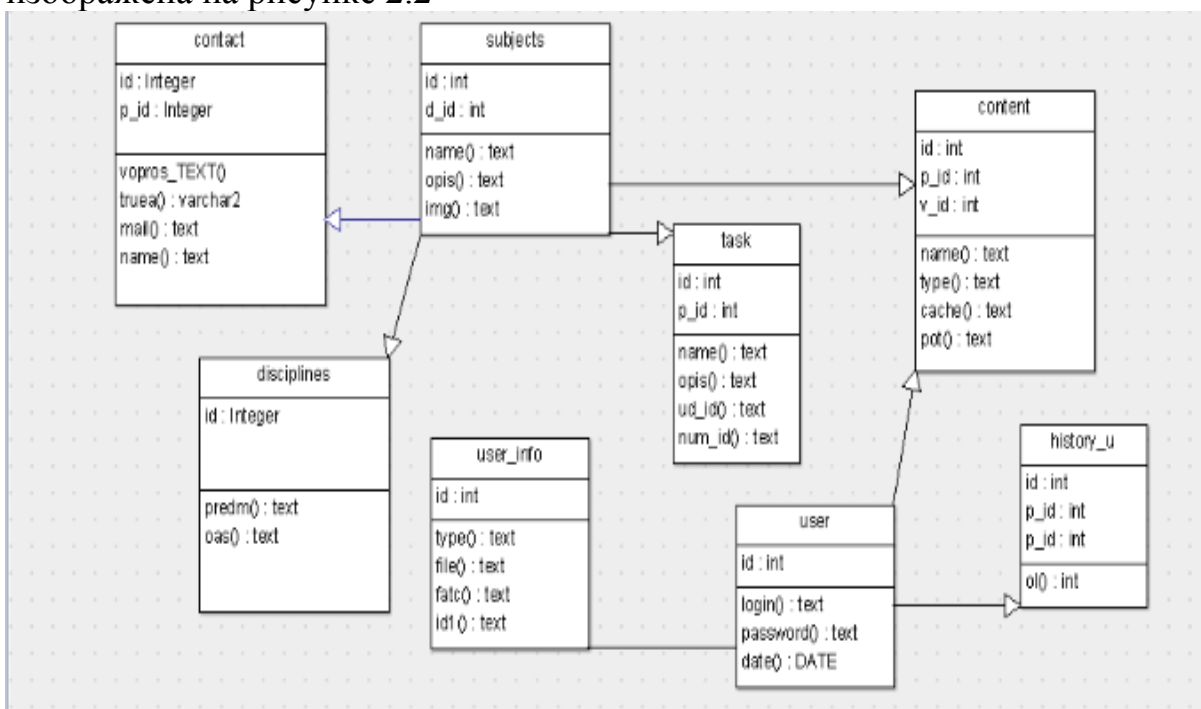 изображена на рисунке 2.2
contact
id : Integer
p_id : Integer
vopros_TEXT()
truea() : varchar2
mail() : text
name() : text
subjects
id : int
d_id : int
name() : text
opis() : text
img() : text
content
id : int
p_id : int
v_id : int
name() : text
type() : text
cache() : text
pot() : text
task
id : int
p_id : int
name() : text
opis() : text
ud_id() : text
num_id() : text
disciplines
id : Integer
predm() : text
oas() : text
user_info
id : int
type() : text
file() : text
fatc() : text
id1() : text
user
id : int
login() : text
password() : text
date() : DATE
history_u
id : int
p_id : int
p_id : int
ol() : int